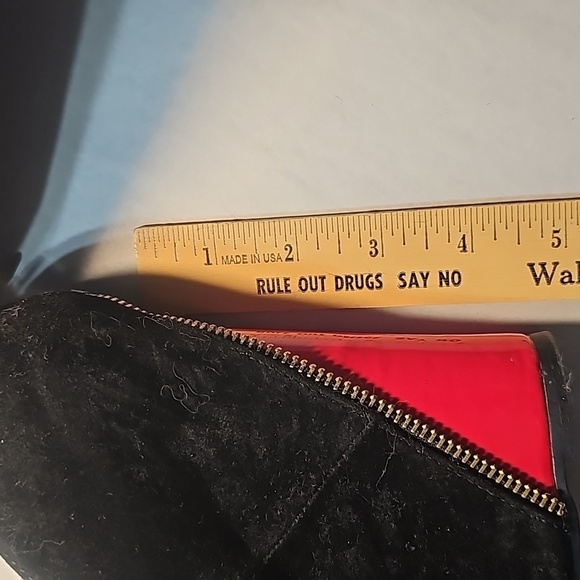 1 MADE IN USA 2 3 4 5
RULE OUT DRUGS SAY NO Wal